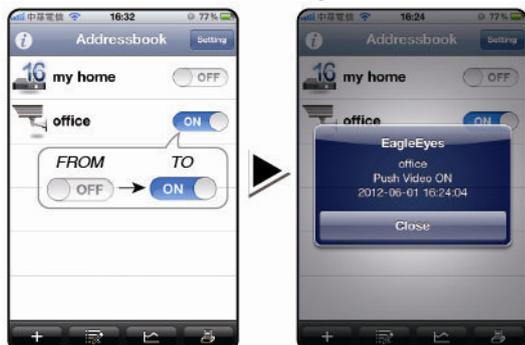 中華電信 16:32 77%
Addressbook Setting
16 my home OFF
office ON
FROM TO
OFF ON
中華電信 16:24 77%
Addressbook Setting
16 my home OFF
office ON
EagleEyes
office
Push Video ON
2012-06-01 16:24:04
Close